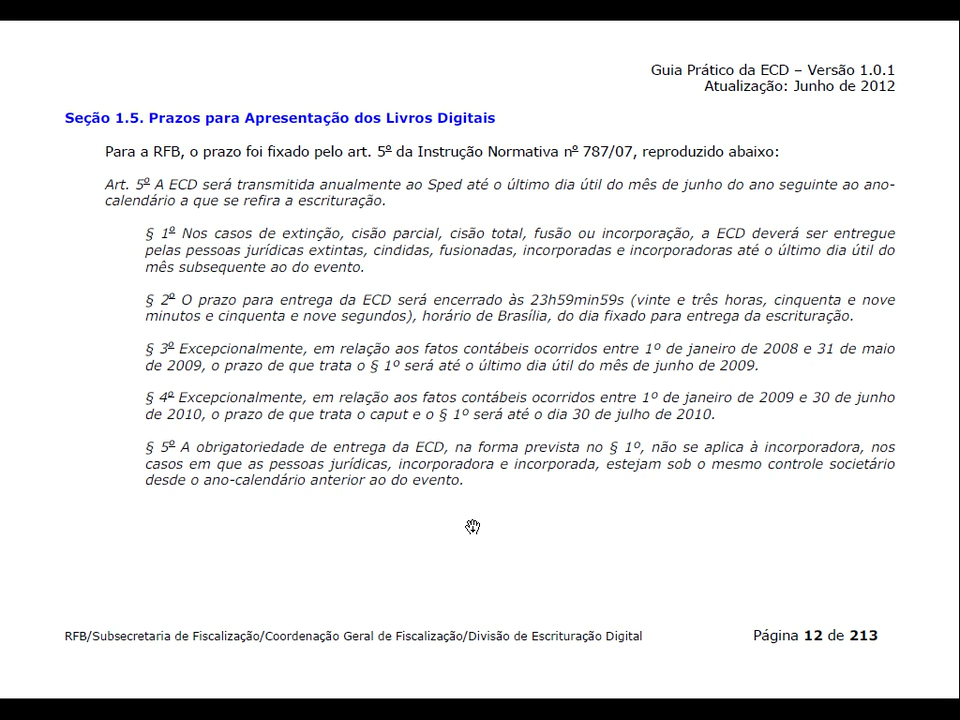 Guia Prático da ECD – Versão 1.0.1
Atualização: Junho de 2012
Seção 1.5. Prazos para Apresentação dos Livros Digitais
Para a RFB, o prazo foi fixado pelo art. 5º da Instrução Normativa nº 787/07, reproduzido abaixo:
Art. 5º A ECD será transmitida anualmente ao Sped até o último dia útil do mês de junho do ano seguinte ao ano-
calendário a que se refira a escrituração.
§ 1º Nos casos de extinção, cisão parcial, cisão total, fusão ou incorporação, a ECD deverá ser entregue
pelas pessoas jurídicas extintas, cindidas, fusionadas, incorporadas e incorporadoras até o último dia útil do
mês subsequente ao do evento.
§ 2º O prazo para entrega da ECD será encerrado às 23h59min59s (vinte e três horas, cinquenta e nove
minutos e cinquenta e nove segundos), horário de Brasília, do dia fixado para entrega da escrituração.
§ 3º Excepcionalmente, em relação aos fatos contábeis ocorridos entre 1º de janeiro de 2008 e 31 de maio
de 2009, o prazo de que trata o § 1º será até o último dia útil do mês de junho de 2009.
§ 4º Excepcionalmente, em relação aos fatos contábeis ocorridos entre 1º de janeiro de 2009 e 30 de junho
de 2010, o prazo de que trata o caput e o § 1º será até o dia 30 de julho de 2010.
§ 5º A obrigatoriedade de entrega da ECD, na forma prevista no § 1º, não se aplica à incorporadora, nos
casos em que as pessoas jurídicas, incorporadora e incorporada, estejam sob o mesmo controle societário
desde o ano-calendário anterior ao do evento.
RFB/Subsecretaria de Fiscalização/Coordenação Geral de Fiscalização/Divisão de Escrituração Digital
Página 12 de 213